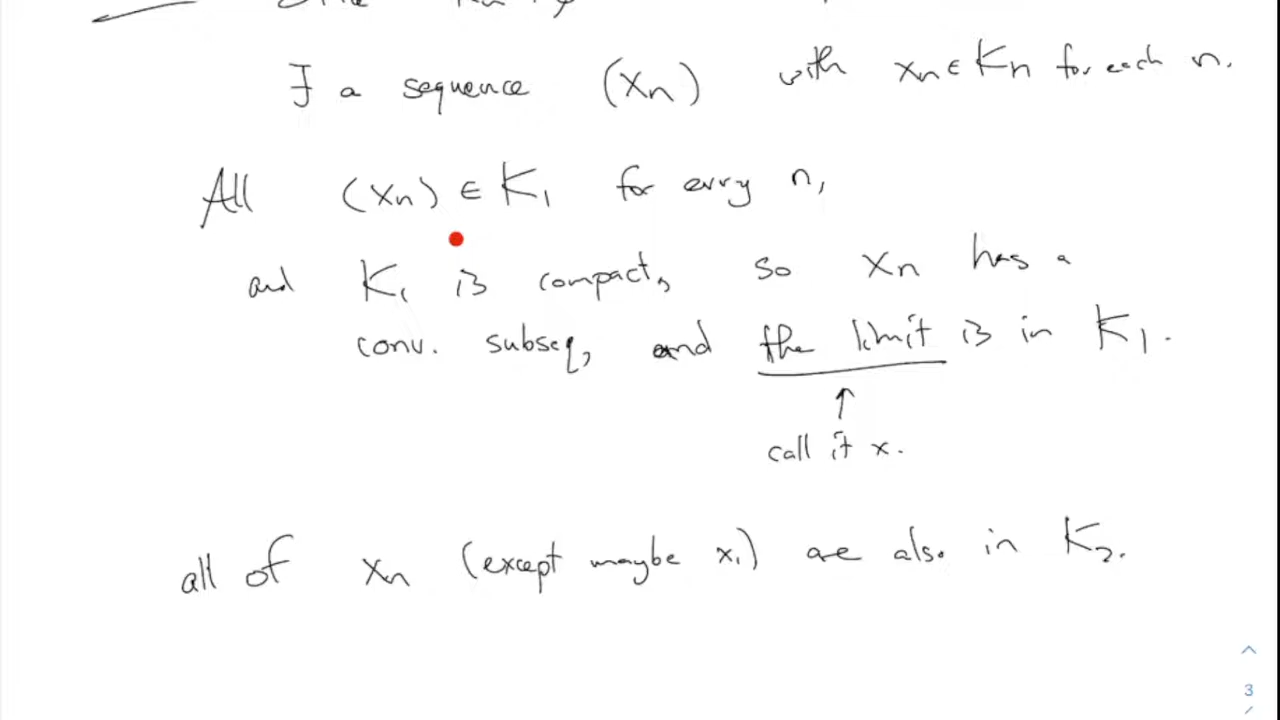 ∃ a sequence (xn) with xn ∈ Kn for each n.
All (xn) ∈ K1 for evry n,
and K1 is compact, so xn has a
conv. subseq, and the limit is in K1.
↑
call it x.
all of xn (except maybe x1) are also in K2.
3